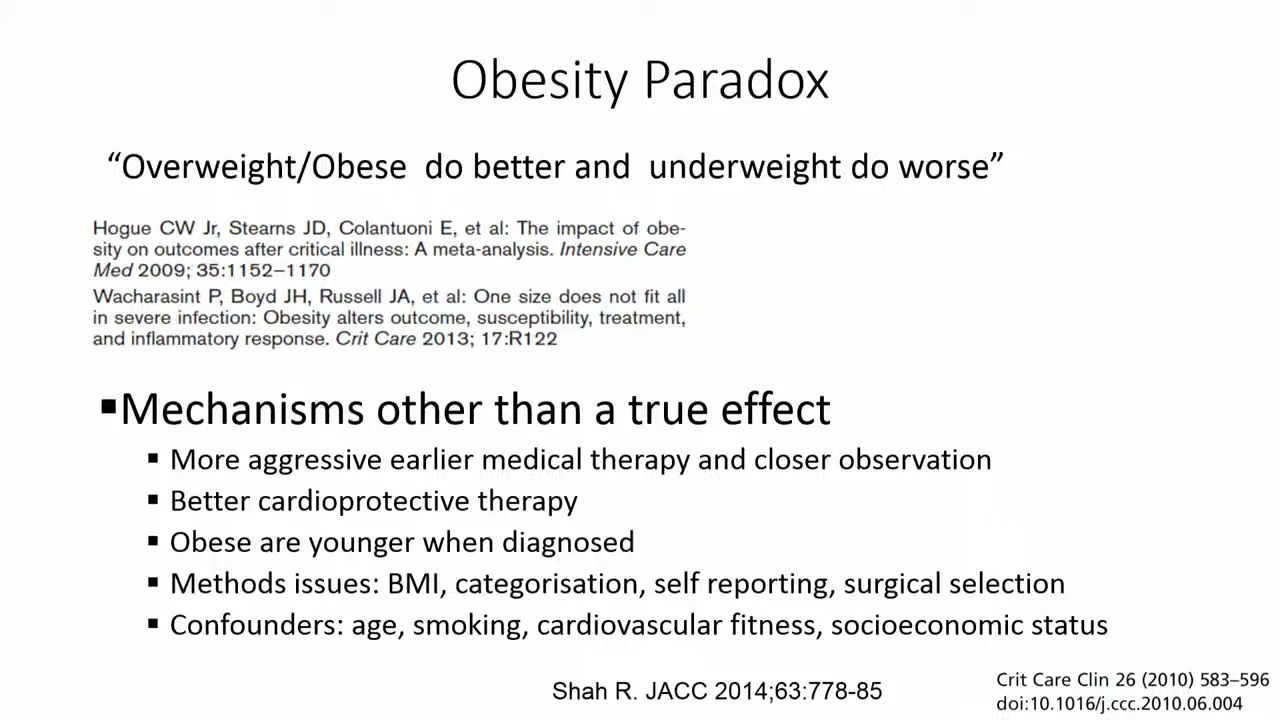 Obesity Paradox
“Overweight/Obese  do better and  underweight do worse”
Hogue CW Jr, Stearns JD, Colantuoni E, et al: The impact of obe-
sity on outcomes after critical illness: A meta-analysis. Intensive Care
Med 2009; 35:1152–1170
Wacharasint P, Boyd JH, Russell JA, et al: One size does not fit all
in severe infection: Obesity alters outcome, susceptibility, treatment,
and inflammatory response. Crit Care 2013; 17:R122
▪Mechanisms other than a true effect
▪ More aggressive earlier medical therapy and closer observation
▪ Better cardioprotective therapy
▪ Obese are younger when diagnosed
▪ Methods issues: BMI, categorisation, self reporting, surgical selection
▪ Confounders: age, smoking, cardiovascular fitness, socioeconomic status
Shah R. JACC 2014;63:778-85
Crit Care Clin 26 (2010) 583–596
doi:10.1016/j.ccc.2010.06.004